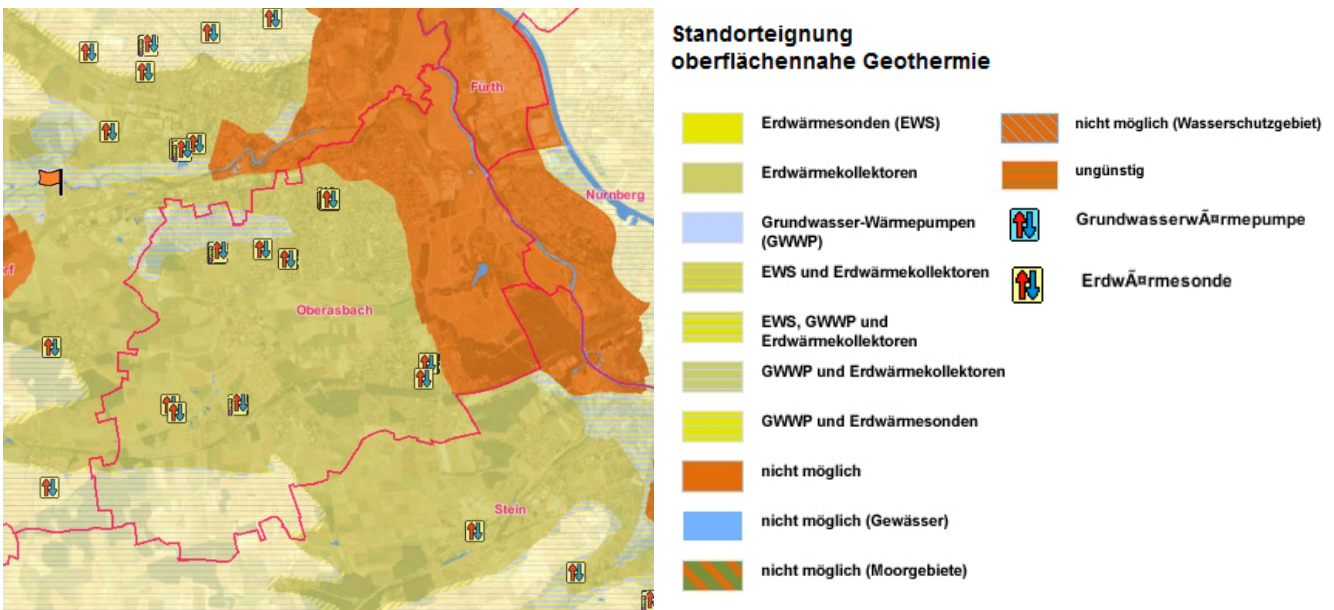 Fürth
Nürnberg
rf
Oberasbach
Stein
Standorteignung
oberflächennahe Geothermie
Erdwärmesonden (EWS)
Erdwärmekollektoren
Grundwasser-Wärmepumpen
(GWWP)
EWS und Erdwärmekollektoren
EWS, GWWP und
Erdwärmekollektoren
GWWP und Erdwärmekollektoren
GWWP und Erdwärmesonden
nicht möglich
nicht möglich (Gewässer)
nicht möglich (Moorgebiete)
nicht möglich (Wasserschutzgebiet)
ungünstig
GrundwasserwÃ¤rmepumpe
ErdwÃ¤rmesonde